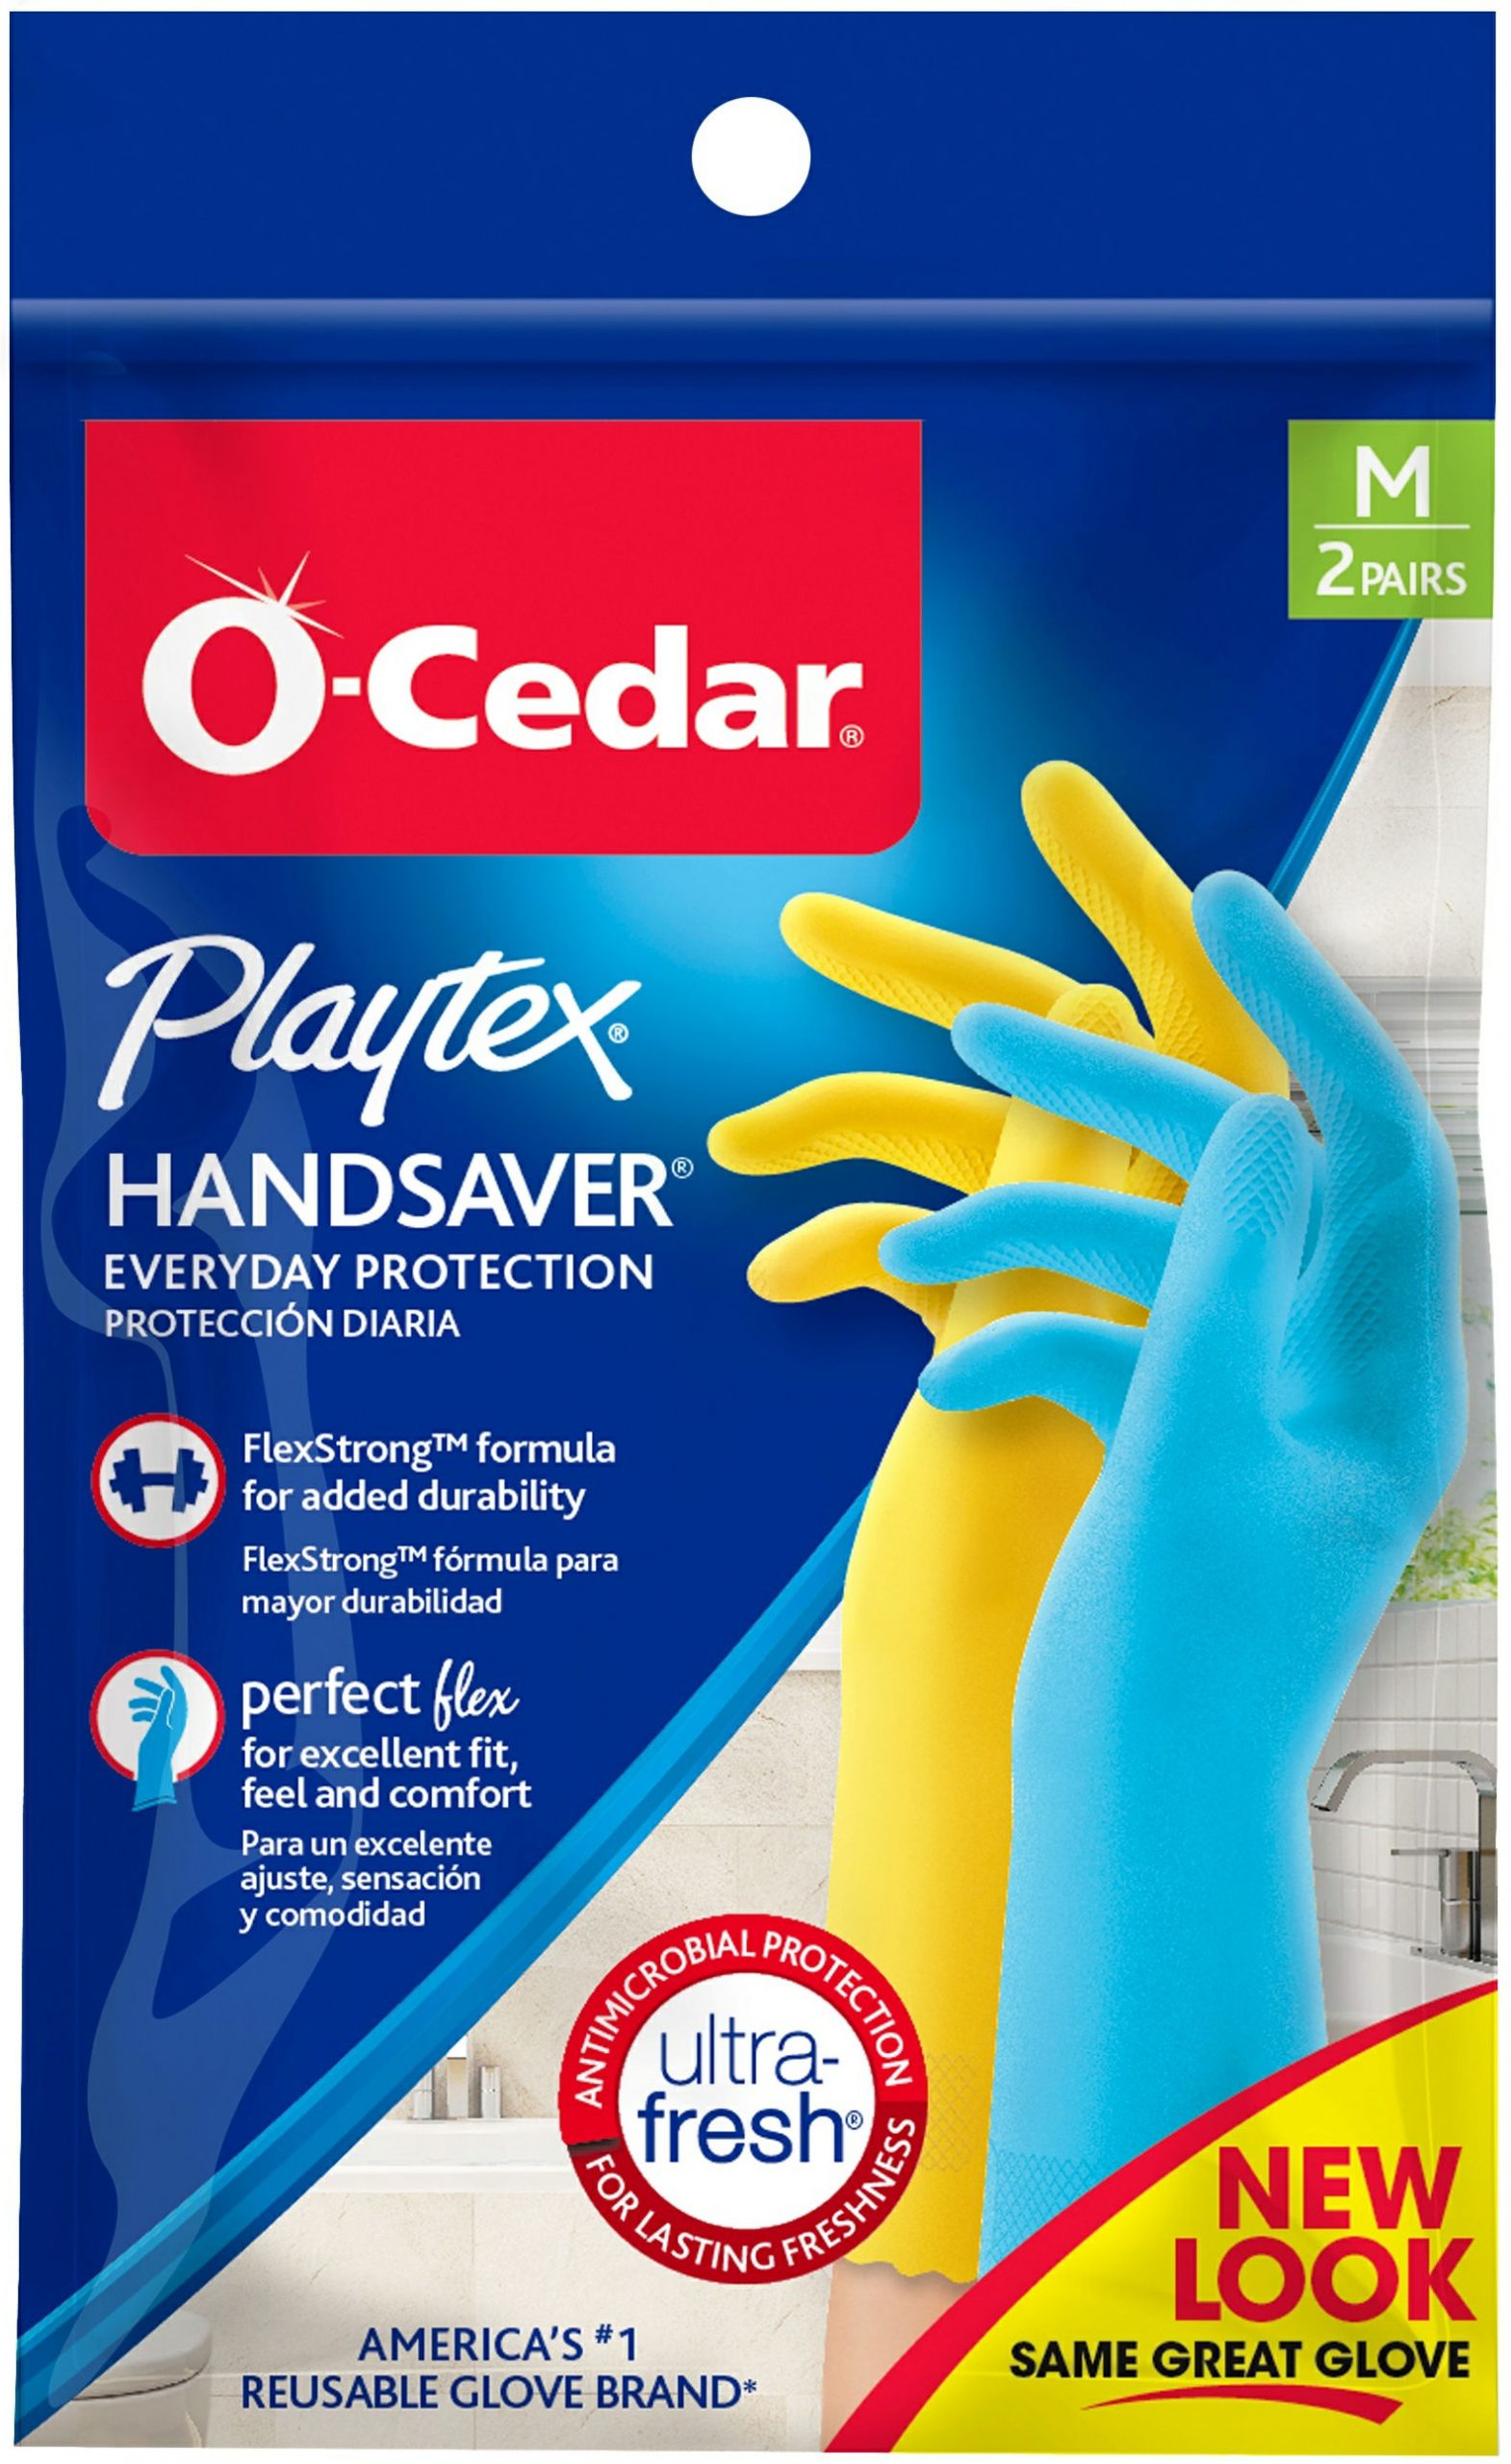 M
2 PAIRS
O-Cedar®
Playtex®
HANDSAVER®
EVERYDAY PROTECTION
PROTECCIÓN DIARIA
FlexStrong™ formula
for added durability
FlexStrong™ fórmula para
mayor durabilidad
perfect flex
for excellent fit,
feel and comfort
Para un excelente
ajuste, sensación
y comodidad
ANTIMICROBIAL PROTECTION
ultra-
fresh®
FOR LASTING FRESHNESS
AMERICA'S #1
REUSABLE GLOVE BRAND*
NEW
LOOK
SAME GREAT GLOVE